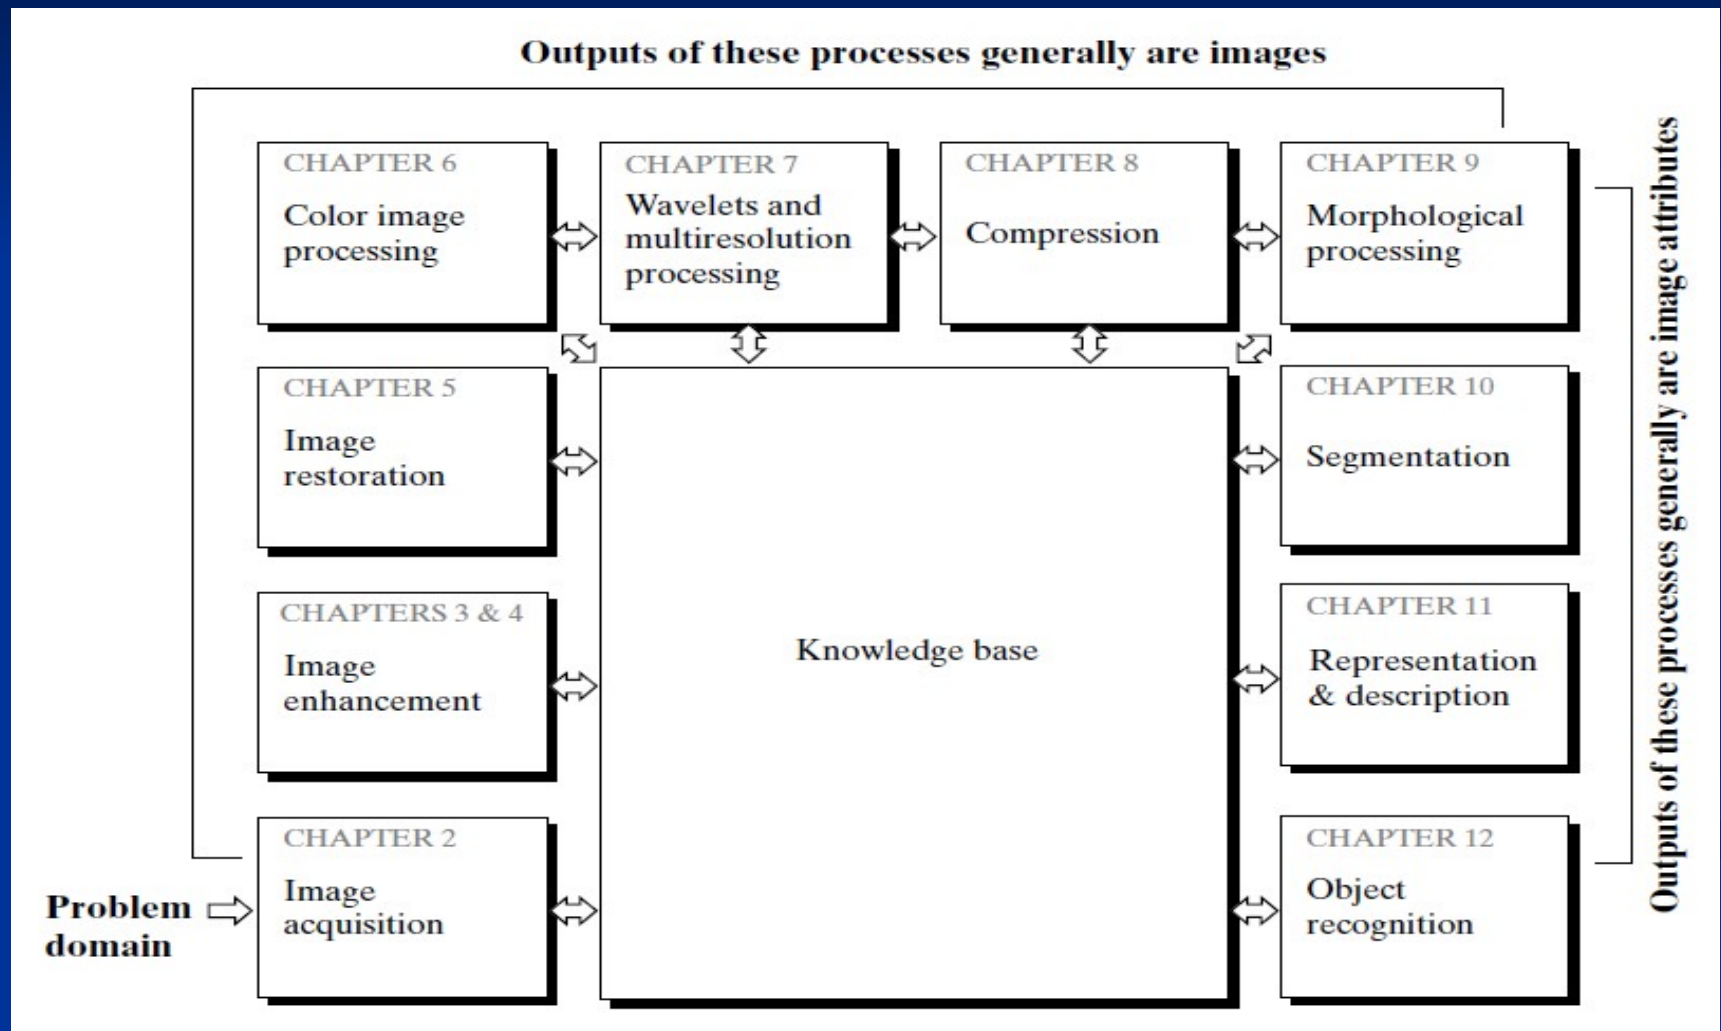 Outputs of these processes generally are images
CHAPTER 6
Color image
processing
CHAPTER 7
Wavelets and
multiresolution
processing
CHAPTER 8
Compression
CHAPTER 9
Morphological
processing
CHAPTER 5
Image
restoration
CHAPTER 10
Segmentation
CHAPTERS 3 & 4
Image
enhancement
Knowledge base
CHAPTER 11
Representation
& description
CHAPTER 2
Image
acquisition
CHAPTER 12
Object
recognition
Problem
domain
Outputs of these processes generally are image attributes